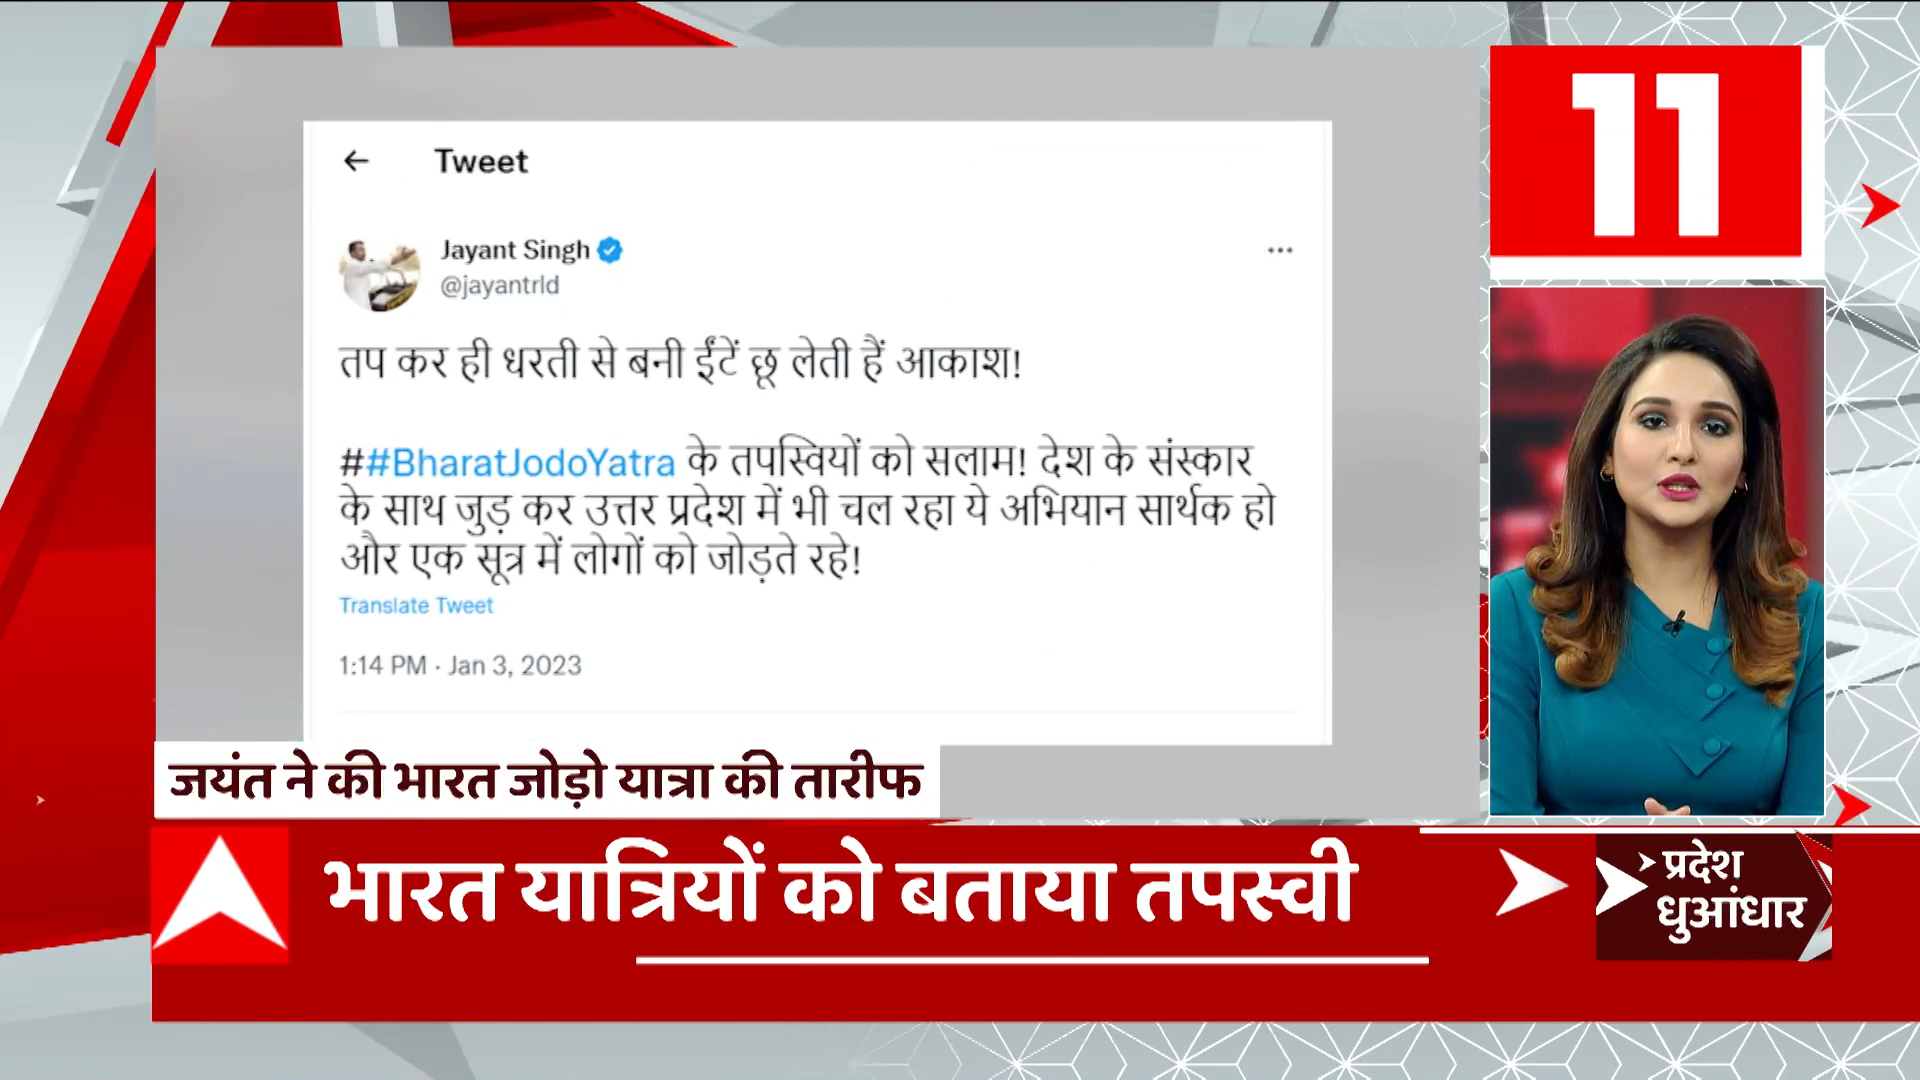 11
Tweet
Jayant Singh
@jayantrld
तप कर ही धरती से बनी ईंटें छू लेती हैं आकाश!
##BharatJodoYatra के तपस्वियों को सलाम! देश के संस्कार
के साथ जुड़ कर उत्तर प्रदेश में भी चल रहा ये अभियान सार्थक हो
और एक सूत्र में लोगों को जोड़ते रहे!
Translate Tweet
1:14 PM · Jan 3, 2023
जयंत ने की भारत जोड़ो यात्रा की तारीफ
भारत यात्रियों को बताया तपस्वी
प्रदेश
धुआंधार